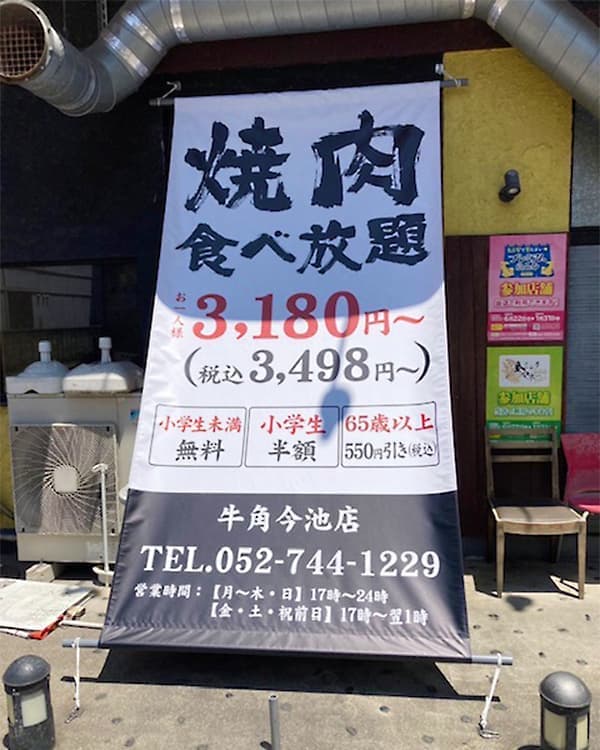 焼肉
食べ放題
お一人様
3,180円～
(税込3,498円～)
小学生未満
無料
小学生
半額
65歳以上
550円引き(税込)
牛角今池店
TEL.052-744-1229
営業時間：【月～木・日】17時～24時
【金・土・祝前日】17時～翌1時
参加店舗
参加店舗